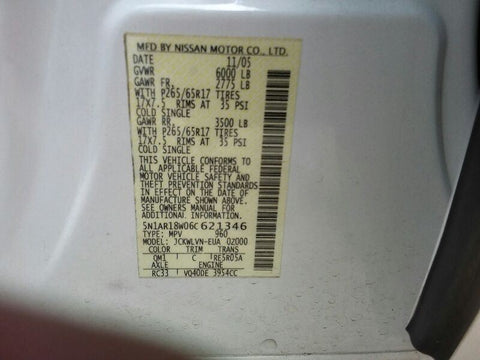 MFD BY NISSAN MOTOR CO., LTD.
DATE 11/05
GVWR 6000 LB
GAWR FR. 2775 LB
WITH P265/65R17 TIRES
17X7.5 RIMS AT 35 PSI
COLD SINGLE
GAWR RR. 3500 LB
WITH P265/65R17 TIRES
17X7.5 RIMS AT 35 PSI
COLD SINGLE
THIS VEHICLE CONFORMS TO
ALL APPLICABLE FEDERAL
MOTOR VEHICLE SAFETY AND
THEFT PREVENTION STANDARDS
IN EFFECT ON THE DATE OF
MANUFACTURE SHOWN ABOVE.
SEE OWNERS MANUAL FOR
ADDITIONAL INFORMATION.
5N1AR18W06C621346
TYPE: MPV 960
MODEL: JCKWLVN-EUA 02000
COLOR TRIM TRANS
QM1 C RE5R05A
AXLE ENGINE
RC33 VQ40DE 3954CC